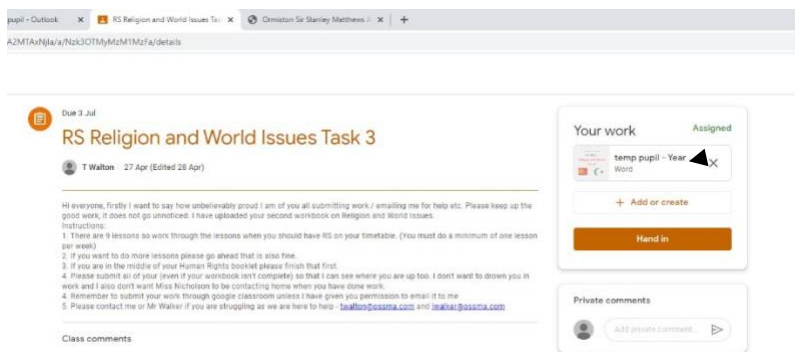 pupil - Outlook
RS Religion and World Issues Tas
Ormiston Sir Stanley Matthews A
A2MTAxNjla/a/Nzk3OTMyMzM1MzFa/details
Due 3 Jul
RS Religion and World Issues Task 3
T Walton 27 Apr (Edited 28 Apr)
Hi everyone, firstly I want to say how unbelievably proud I am of you all submitting work / emailing me for help etc. Please keep up the
good work, it does not go unnoticed. I have uploaded your second workbook on Religion and World Issues.
Instructions:
1. There are 9 lessons so work through the lessons when you should have RS on your timetable. (You must do a minimum of one lesson
per week)
2. If you want to do more lessons please go ahead that is also fine.
3. If you are in the middle of your Human Rights booklet please finish that first.
4. Please submit all of your (even if your workbook isn't complete) so that I can see where you are up too. I don't want to drown you in
work and I also don't want Miss Nicholson to be contacting home when you have done work.
4. Remember to submit your work through google classroom unless I have given you permission to email it to me
5. Please contact me or Mr Walker if you are struggling as we are here to help - twalton@ossma.com and lwalker@ossma.com
Class comments
Your work
Assigned
temp pupil - Year
Word
+ Add or create
Hand in
Private comments
Add private comment...